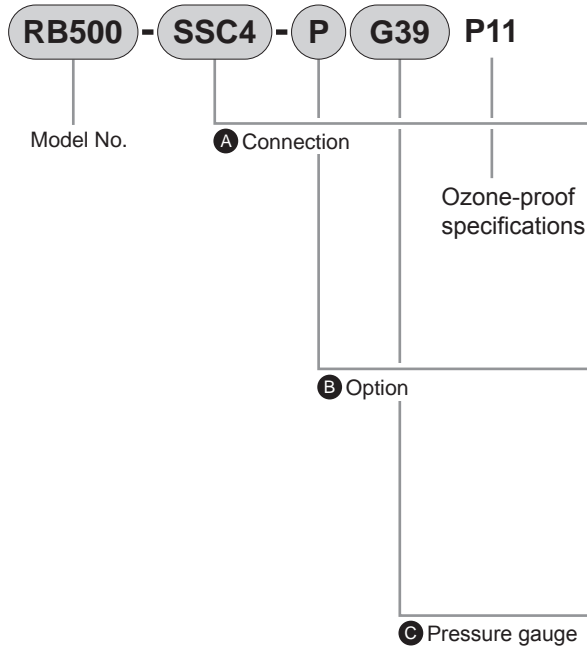 RB500 - SSC4 - P G39 P11
Model No.
A Connection
Ozone-proof
specifications
B Option
C Pressure gauge